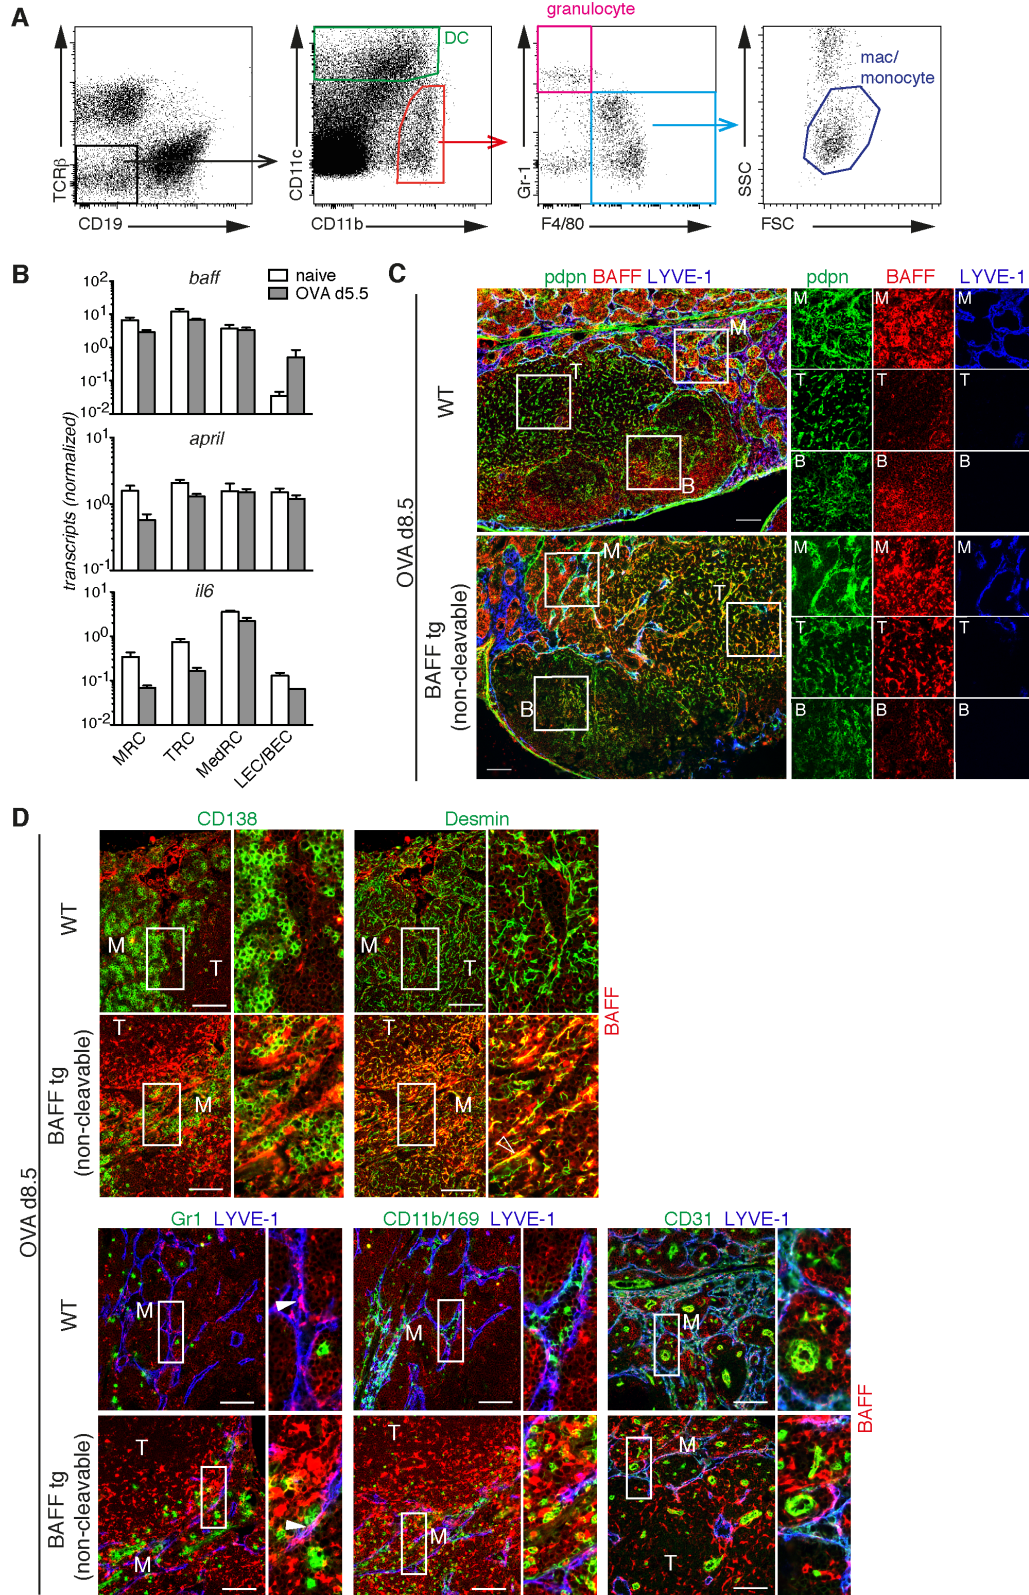 A
granulocyte
DC
mac/
monocyte
TCRβ
CD11c
Gr-1
SSC
CD19
CD11b
F4/80
FSC
B
baff
naive
OVA d5.5
10²
10¹
10⁰
10⁻¹
10⁻²
april
10¹
10⁰
10⁻¹
il6
10¹
10⁰
10⁻¹
10⁻²
transcripts (normalized)
MRC
TRC
MedRC
LEC/BEC
C
pdpn BAFF LYVE-1
pdpn
BAFF
LYVE-1
OVA d8.5
WT
M
T
B
M
M
M
T
T
T
B
B
B
BAFF tg
(non-cleavable)
M
T
B
M
M
M
T
T
T
B
B
B
D
CD138
Desmin
OVA d8.5
WT
M
T
M
T
BAFF
BAFF tg
(non-cleavable)
T
M
T
M
Gr1 LYVE-1
CD11b/169 LYVE-1
CD31 LYVE-1
WT
M
M
M
BAFF
BAFF tg
(non-cleavable)
T
M
T
M
M
T